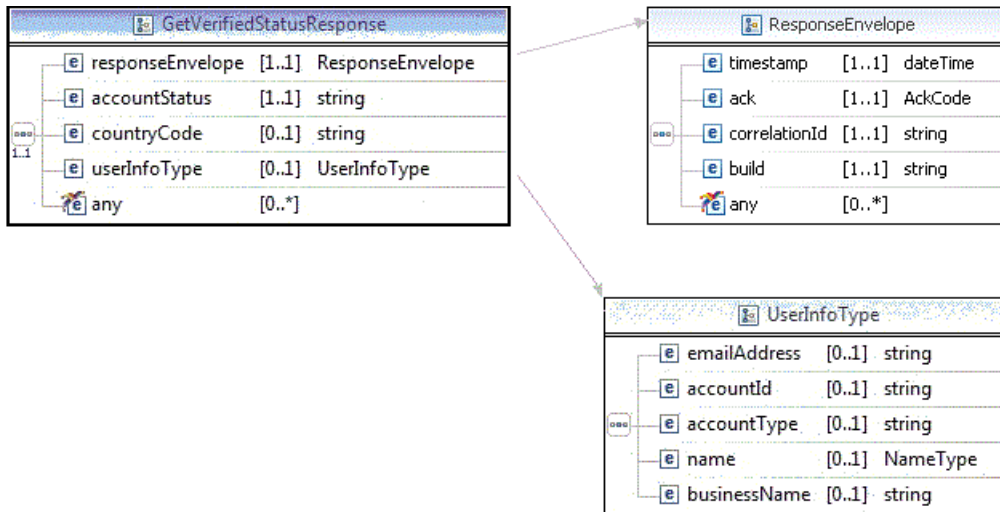 GetVerifiedStatusResponse
e responseEnvelope [1..1] ResponseEnvelope
e accountStatus [1..1] string
e countryCode [0..1] string
1..1
e userInfoType [0..1] UserInfoType
e any [0..*]
ResponseEnvelope
e timestamp [1..1] dateTime
e ack [1..1] AckCode
e correlationId [1..1] string
e build [1..1] string
e any [0..*]
UserInfoType
e emailAddress [0..1] string
e accountId [0..1] string
e accountType [0..1] string
e name [0..1] NameType
e businessName [0..1] string